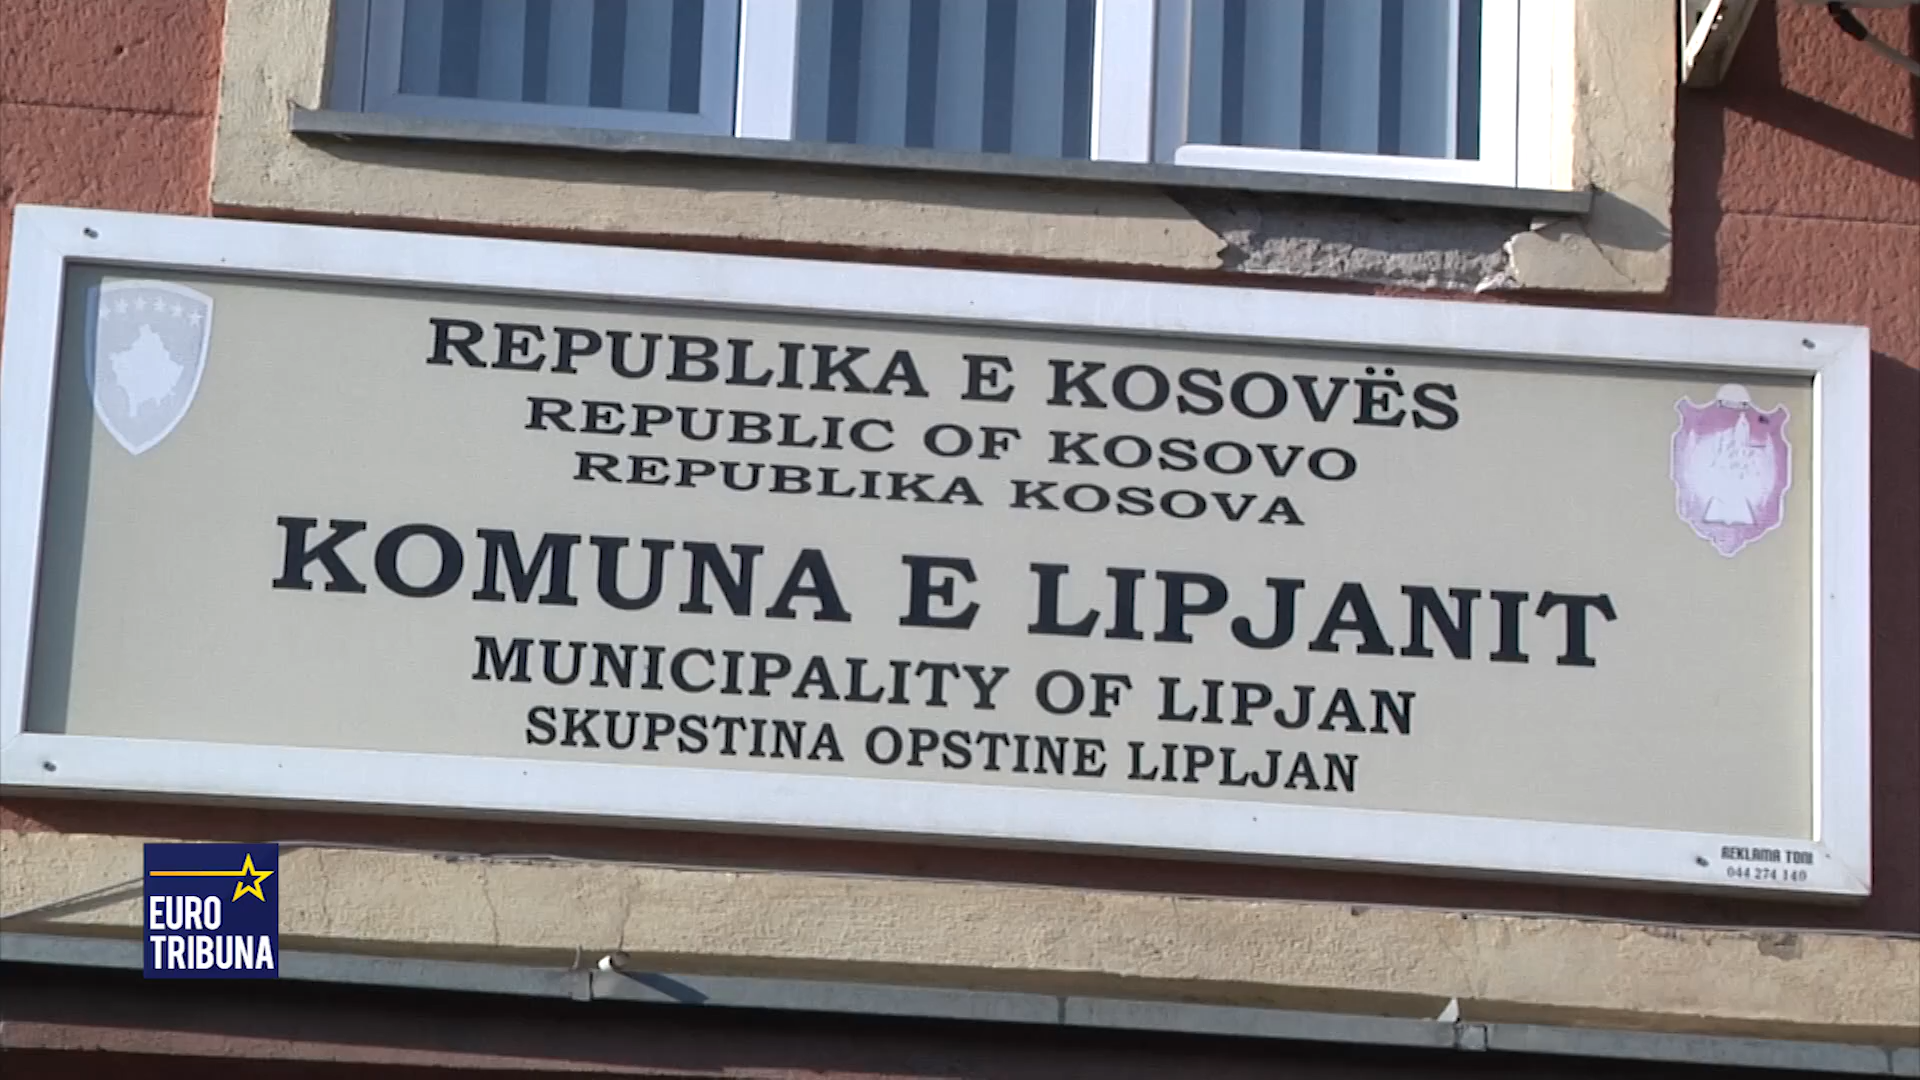 REPUBLIKA E KOSOVËS
REPUBLIC OF KOSOVO
REPUBLIKA KOSOVA
KOMUNA E LIPJANIT
MUNICIPALITY OF LIPJAN
SKUPSTINA OPSTINE LIPLJAN
REKLAMA TONI
044 274 140
EURO
TRIBUNA